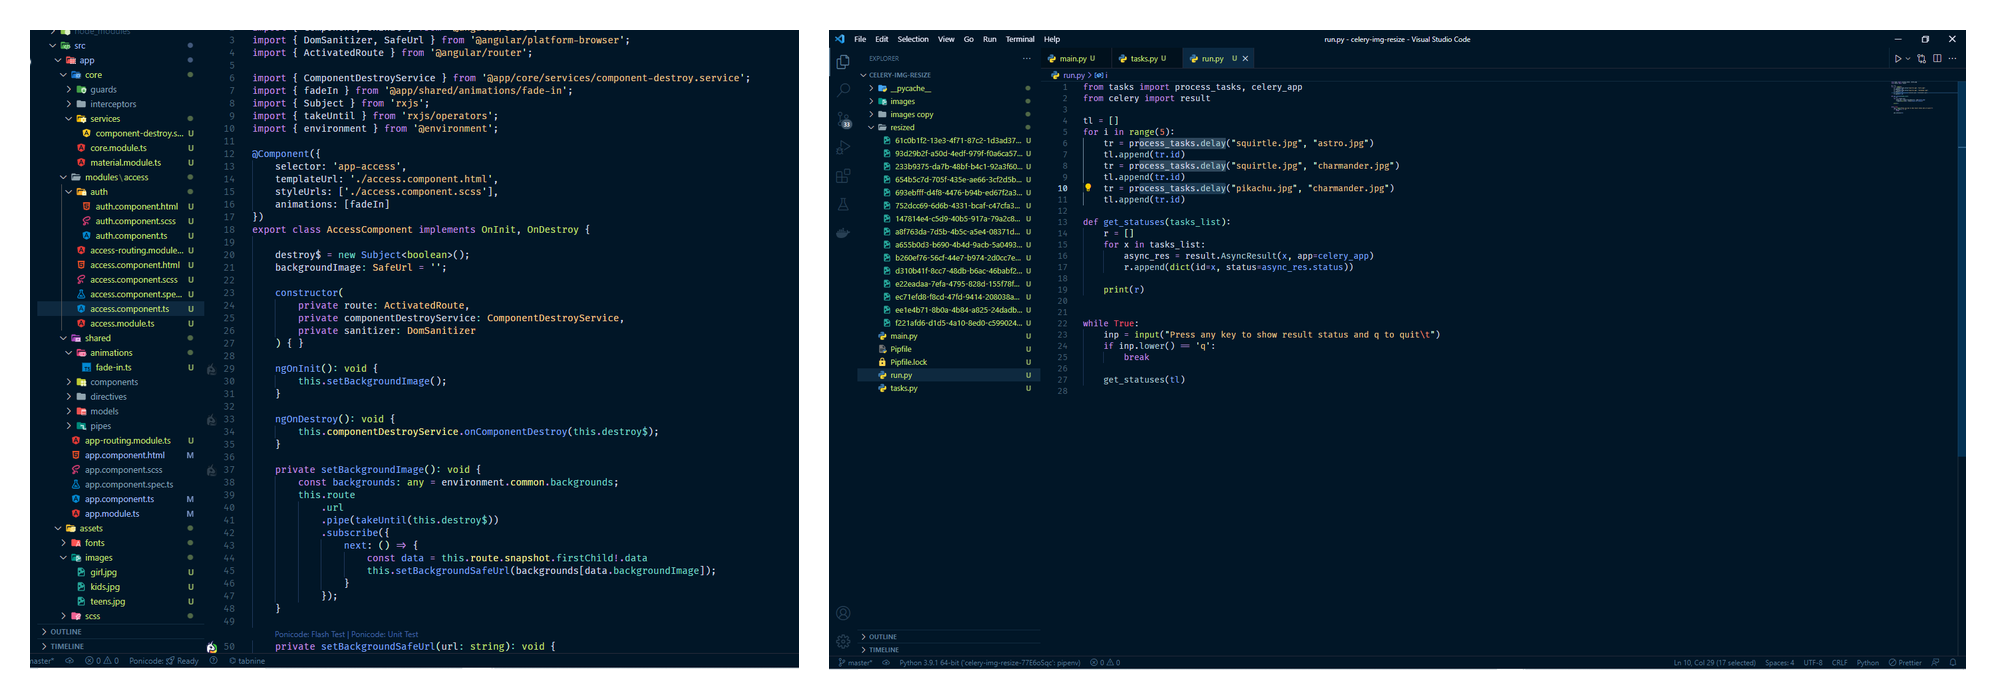 node_modules
src
app
core
guards
interceptors
services
component-destroy.s... U
core.module.ts U
material.module.ts U
modules\access
auth
auth.component.html U
auth.component.scss U
auth.component.ts U
access-routing.module... U
access.component.html U
access.component.scss U
access.component.spe... U
access.component.ts U
access.module.ts U
shared
animations
fade-in.ts U
components
directives
models
pipes
app-routing.module.ts U
app.component.html M
app.component.scss
app.component.spec.ts
app.component.ts M
app.module.ts M
assets
fonts
images
girl.jpg U
kids.jpg U
teens.jpg U
scss
OUTLINE
TIMELINE
3 import { DomSanitizer, SafeUrl } from '@angular/platform-browser';
4 import { ActivatedRoute } from '@angular/router';
5
6 import { ComponentDestroyService } from '@app/core/services/component-destroy.service';
7 import { fadeIn } from '@app/shared/animations/fade-in';
8 import { Subject } from 'rxjs';
9 import { takeUntil } from 'rxjs/operators';
10 import { environment } from '@environment';
11
12 @Component({
13 selector: 'app-access',
14 templateUrl: './access.component.html',
15 styleUrls: ['./access.component.scss'],
16 animations: [fadeIn]
17 })
18 export class AccessComponent implements OnInit, OnDestroy {
19
20 destroy$ = new Subject<boolean>();
21 backgroundImage: SafeUrl = '';
22
23 constructor(
24 private route: ActivatedRoute,
25 private componentDestroyService: ComponentDestroyService,
26 private sanitizer: DomSanitizer
27 ) { }
28
29 ngOnInit(): void {
30 this.setBackgroundImage();
31 }
32
33 ngOnDestroy(): void {
34 this.componentDestroyService.onComponentDestroy(this.destroy$);
35 }
36
37 private setBackgroundImage(): void {
38 const backgrounds: any = environment.common.backgrounds;
39 this.route
40 .url
41 .pipe(takeUntil(this.destroy$))
42 .subscribe({
43 next: () => {
44 const data = this.route.snapshot.firstChild!.data
45 this.setBackgroundSafeUrl(backgrounds[data.backgroundImage]);
46 }
47 });
48 }
49
Ponicode: Flash Test | Ponicode: Unit Test
50 private setBackgroundSafeUrl(url: string): void {
master* 0 0 Ponicode: Ready tabnine
File Edit Selection View Go Run Terminal Help
run.py - celery-img-resize - Visual Studio Code
EXPLORER
CELERY-IMG-RESIZE
__pycache__
images
images copy
resized
61c0b1f2-13e3-4f71-87c2-1d3ad37... U
93d29b2f-a50d-4edf-979f-f0a6ca57... U
233b9375-da7b-48bf-b4c1-92a3f60... U
654b5c7d-705f-435e-ae66-3cf2d5b... U
693ebfff-d4f8-4476-b94b-ed67f2a3... U
752dcc69-6d6b-4331-bcaf-c47cfa3... U
147814e4-c5d9-40b5-917a-79a2c8... U
a8f763da-7d5b-4b5c-a5e4-08371d... U
a655b0d3-b690-4b4d-9acb-5a0493... U
b260ef76-56cf-44e7-b974-2d0cc7e... U
d310b41f-8cc7-48db-b6ac-46babf2... U
e22eadaa-7efa-4795-828d-155f78f... U
ec71efd8-f8cd-47fd-9414-208038a... U
ee1e4b71-8b0a-4b84-a825-24dadb... U
f221afd6-d1d5-4a10-8ed0-c599024... U
main.py U
Pipfile U
Pipfile.lock U
run.py U
tasks.py U
OUTLINE
TIMELINE
33
main.py U tasks.py U run.py U
run.py > i
1 from tasks import process_tasks, celery_app
2 from celery import result
3
4 tl = []
5 for i in range(5):
6 tr = process_tasks.delay("squirtle.jpg", "astro.jpg")
7 tl.append(tr.id)
8 tr = process_tasks.delay("squirtle.jpg", "charmander.jpg")
9 tl.append(tr.id)
10 tr = process_tasks.delay("pikachu.jpg", "charmander.jpg")
11 tl.append(tr.id)
12
13 def get_statuses(tasks_list):
14 r = []
15 for x in tasks_list:
16 async_res = result.AsyncResult(x, app=celery_app)
17 r.append(dict(id=x, status=async_res.status))
18
19 print(r)
20
21
22 while True:
23 inp = input("Press any key to show result status and q to quit\t")
24 if inp.lower() == 'q':
25 break
26
27 get_statuses(tl)
28
master* Python 3.9.1 64-bit ('celery-img-resize-77E6oSqc': pipenv) 0 0
Ln 10, Col 29 (17 selected) Spaces: 4 UTF-8 CRLF Python Prettier